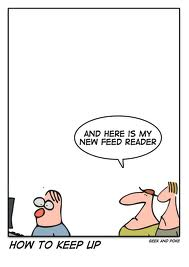 AND HERE IS MY
NEW FEED READER
HOW TO KEEP UP
GEEK AND POKE